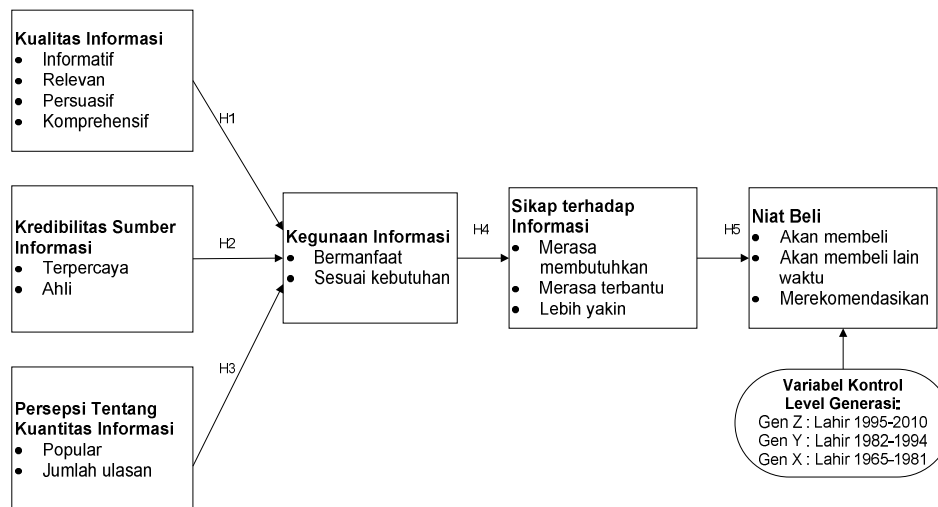 Kualitas Informasi
• Informatif
• Relevan
• Persuasif
• Komprehensif
H1
Kredibilitas Sumber
Informasi
• Terpercaya
• Ahli
H2
Persepsi Tentang
Kuantitas Informasi
• Popular
• Jumlah ulasan
H3
Kegunaan Informasi
• Bermanfaat
• Sesuai kebutuhan
H4
Sikap terhadap
Informasi
• Merasa
membutuhkan
• Merasa terbantu
• Lebih yakin
H5
Niat Beli
• Akan membeli
• Akan membeli lain
waktu
• Merekomendasikan
Variabel Kontrol
Level Generasi:
Gen Z : Lahir 1995-2010
Gen Y : Lahir 1982-1994
Gen X : Lahir 1965-1981